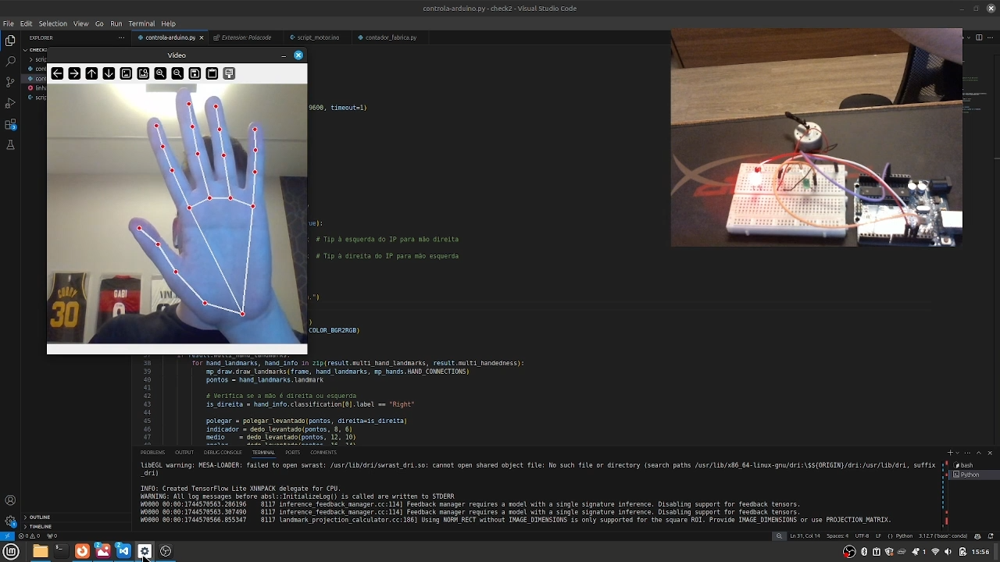 controla-arduino.py - check2 - Visual Studio Code
File Edit Selection View Go Run Terminal Help
EXPLORER
controla-arduino.py
Extension: Polacode
script_motor.ino
contador_fabrica.py
Video
9600, timeout=1)
ue):
# Tip à esquerda do IP para mão direita
# Tip à direita do IP para mão esquerda
.")
)
COLOR_BGR2RGB)
CURRY
30
GABI
38 for hand_landmarks, hand_info in zip(result.multi_hand_landmarks, result.multi_handedness):
39 mp_draw.draw_landmarks(frame, hand_landmarks, mp_hands.HAND_CONNECTIONS)
40 pontos = hand_landmarks.landmark
41
42 # Verifica se a mão é direita ou esquerda
43 is_direita = hand_info.classification[0].label == "Right"
44
45 polegar = polegar_levantado(pontos, direita=is_direita)
46 indicador = dedo_levantado(pontos, 8, 6)
47 medio = dedo_levantado(pontos, 12, 10)
PROBLEMS OUTPUT DEBUG CONSOLE TERMINAL PORTS COMMENTS
libEGL warning: MESA-LOADER: failed to open swrast: /usr/lib/dri/swrast_dri.so: cannot open shared object file: No such file or directory (search paths /usr/lib/x86_64-linux-gnu/dri:\$${ORIGIN}/dri:/usr/lib/dri, suffix
_dri)
INFO: Created TensorFlow Lite XNNPACK delegate for CPU.
WARNING: All log messages before absl::InitializeLog() is called are written to STDERR
W0000 00:00:1744570563.286196 8117 inference_feedback_manager.cc:114] Feedback manager requires a model with a single signature inference. Disabling support for feedback tensors.
W0000 00:00:1744570563.307490 8117 inference_feedback_manager.cc:114] Feedback manager requires a model with a single signature inference. Disabling support for feedback tensors.
W0000 00:00:1744570566.855347 8117 landmark_projection_calculator.cc:186] Using NORM_RECT without IMAGE_DIMENSIONS is only supported for the square ROI. Provide IMAGE_DIMENSIONS or use PROJECTION_MATRIX.
bash
Python
OUTLINE
TIMELINE
Ln 31, Col 14 Spaces: 4 UTF-8 LF Python 3.12.7 ('base': conda)
15:56